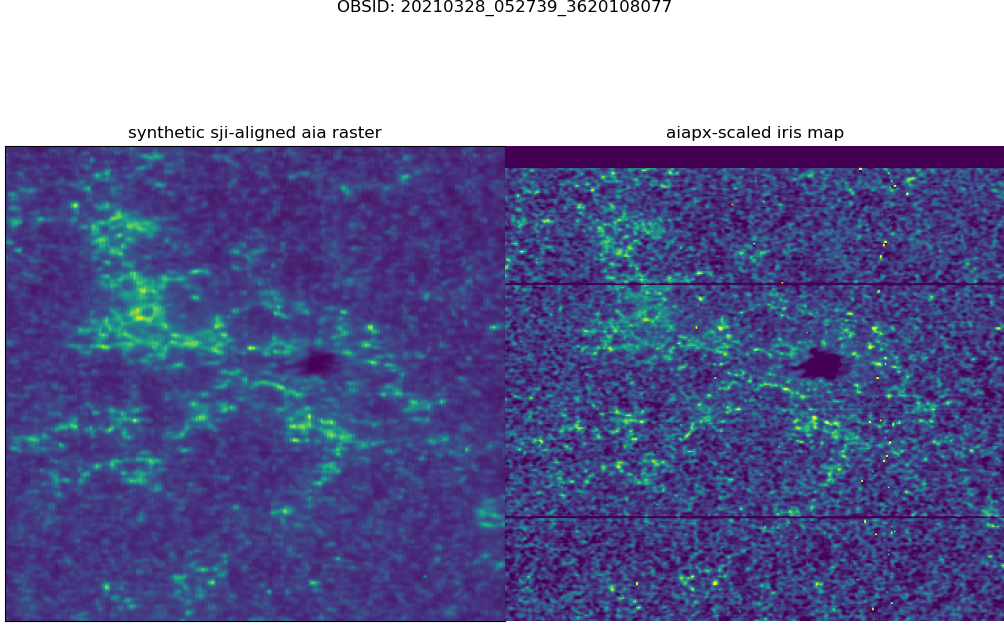 OBSID: 20210328_052739_3620108077
synthetic sji-aligned aia raster
aiapx-scaled iris map